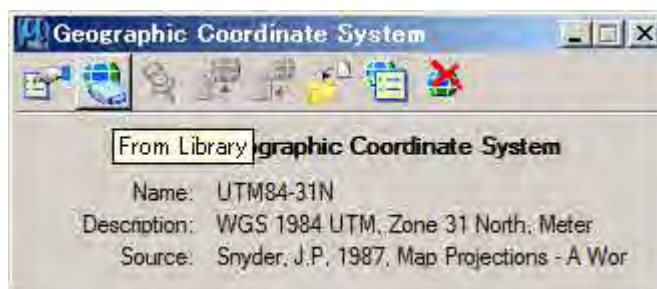 Geographic Coordinate System
From Library ographic Coordinate System
Name: UTM84-31N
Description: WGS 1984 UTM, Zone 31 North, Meter
Source: Snyder, J.P, 1987, Map Projections - A Wor